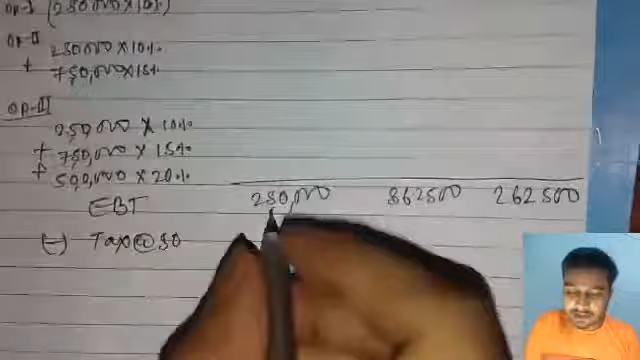 OP-I (250,000 x 10%)
OP-II
250,000 x 10%
+ 750,000 x 15%
OP-III
250,000 x 10%
+ 750,000 x 15%
+ 500,000 x 20%
EBT 250,000 862500 262500
(-) Tax@50